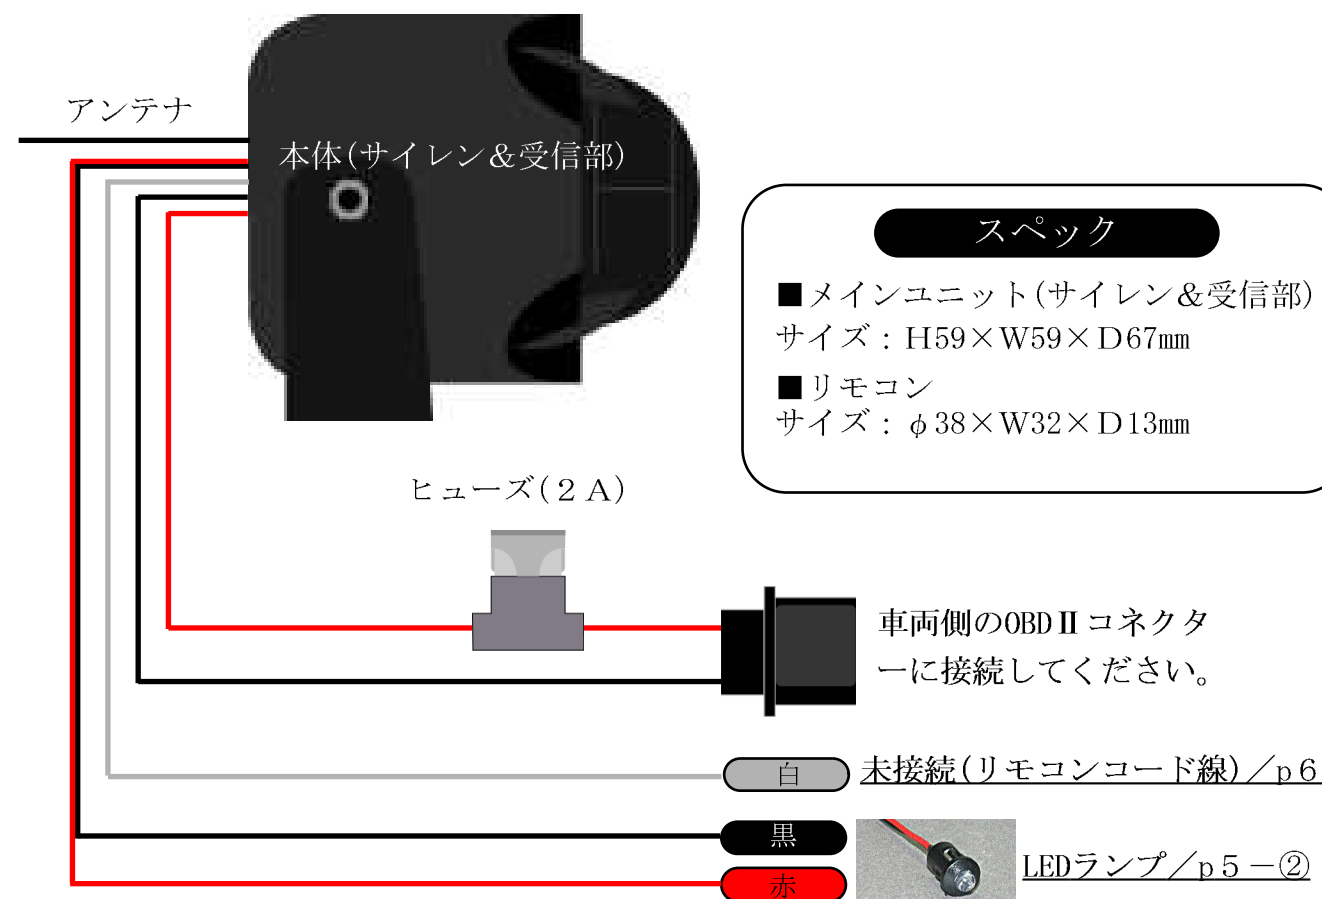 アンテナ
本体(サイレン＆受信部)
スペック
■メインユニット(サイレン＆受信部)
サイズ：H59×W59×D67㎜
■リモコン
サイズ：φ38×W32×D13㎜
ヒューズ(２Ａ)
車両側のOBDⅡコネクタ
ーに接続してください。
白
未接続(リモコンコード線)／p６
黒
赤
LEDランプ／p５－②